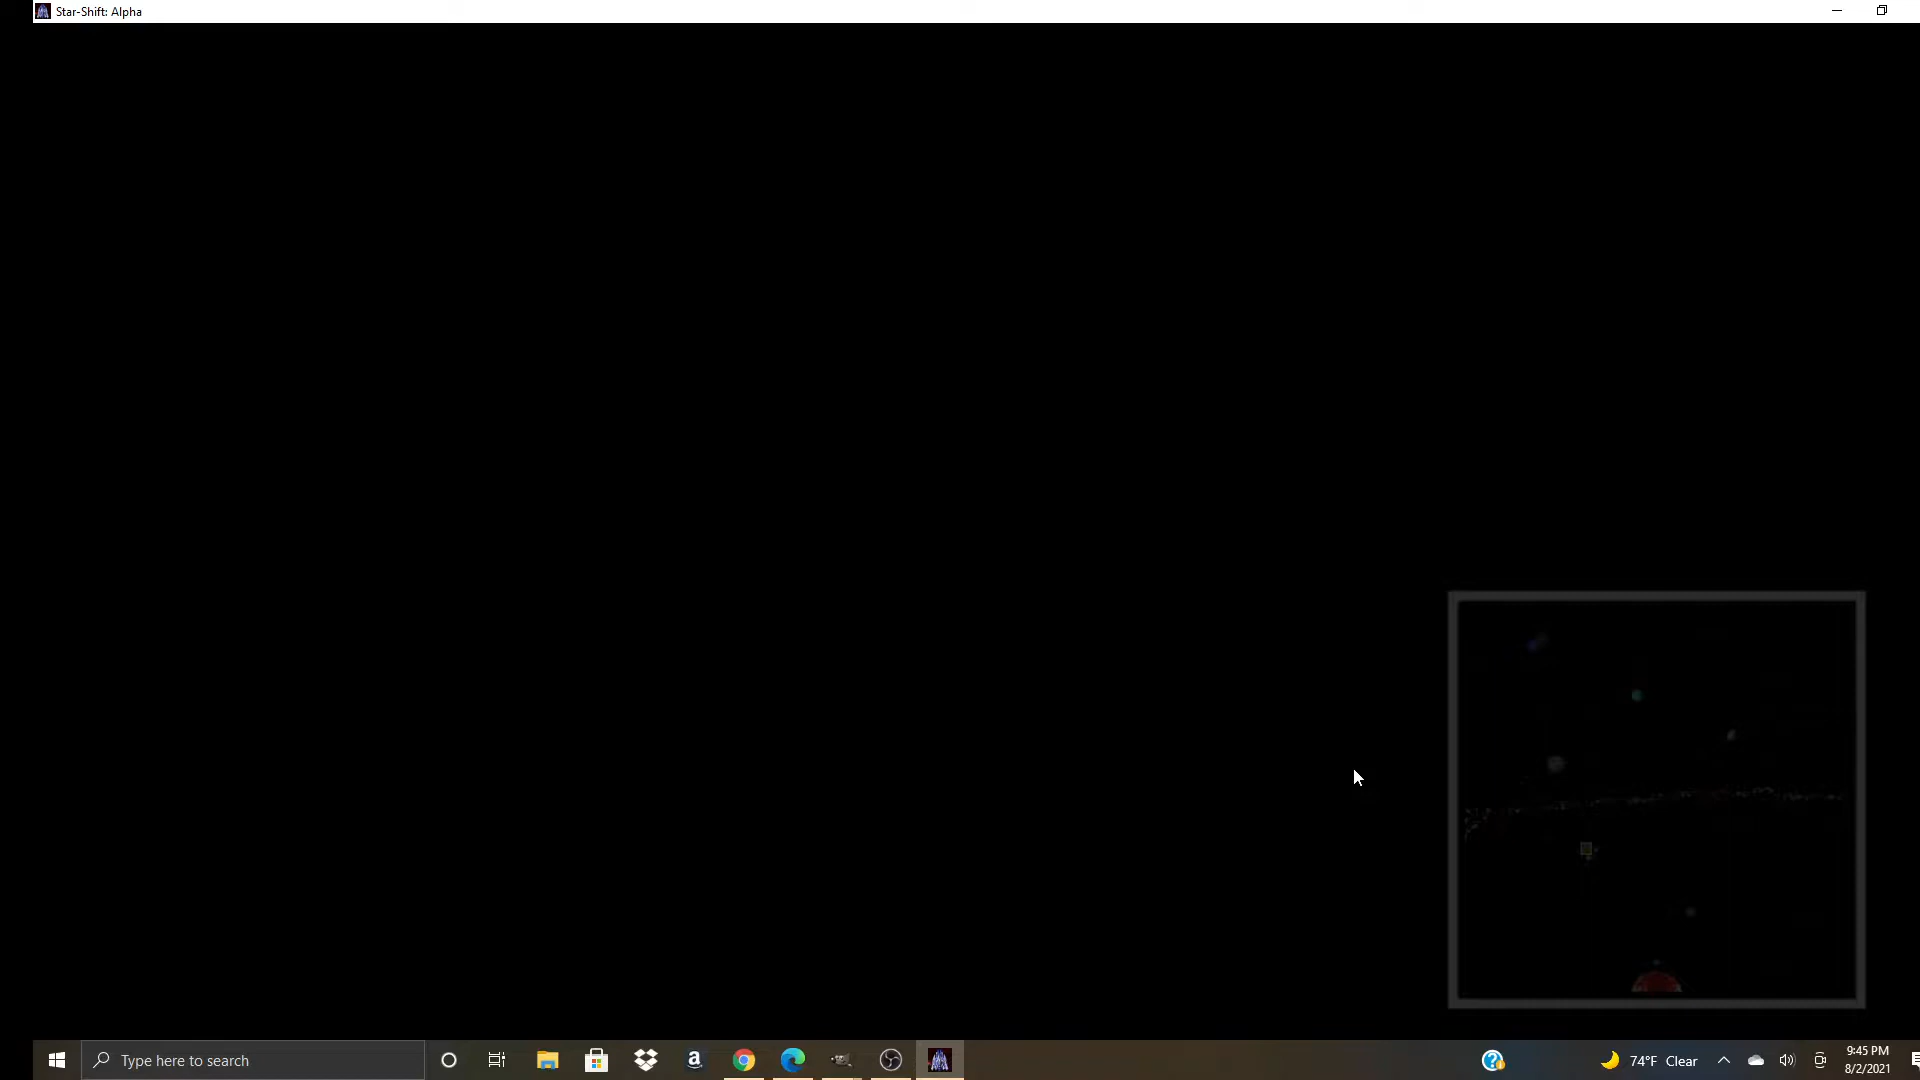 Star-Shift: Alpha
Type here to search
74°F Clear
9:45 PM
8/2/2021